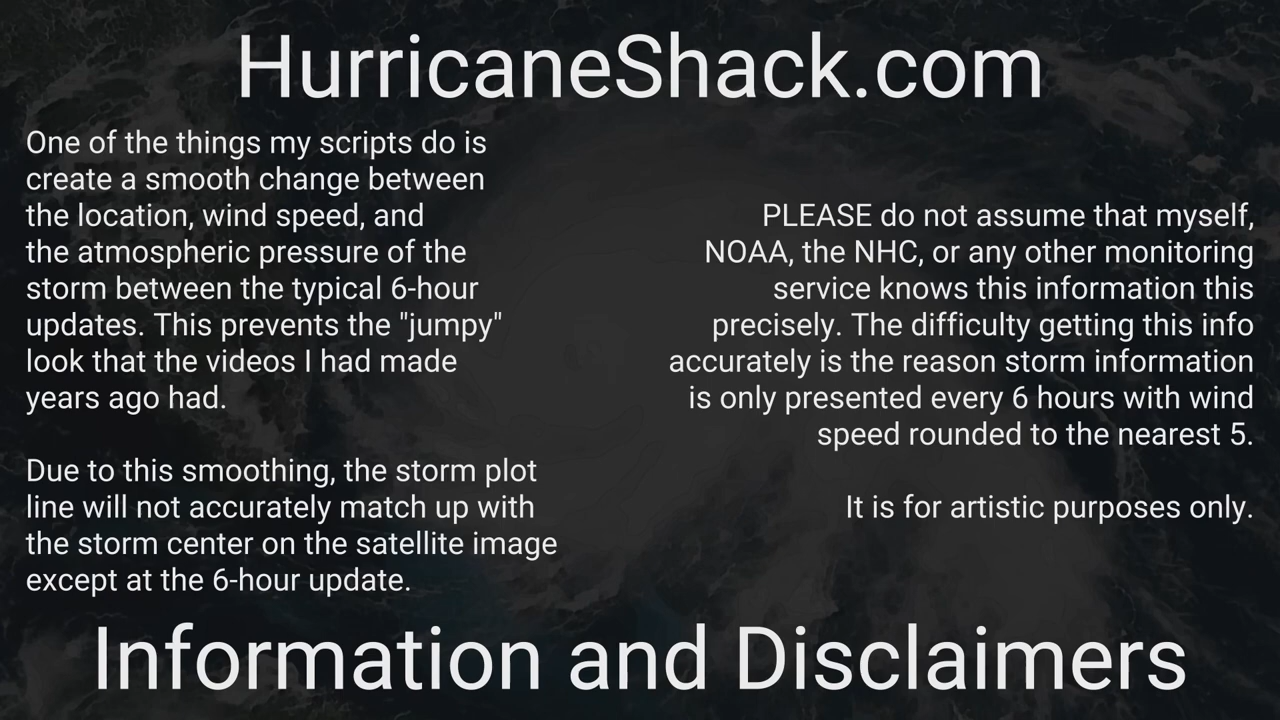 HurricaneShack.com
One of the things my scripts do is
create a smooth change between
the location, wind speed, and
the atmospheric pressure of the
storm between the typical 6-hour
updates. This prevents the "jumpy"
look that the videos I had made
years ago had.
Due to this smoothing, the storm plot
line will not accurately match up with
the storm center on the satellite image
except at the 6-hour update.
PLEASE do not assume that myself,
NOAA, the NHC, or any other monitoring
service knows this information this
precisely. The difficulty getting this info
accurately is the reason storm information
is only presented every 6 hours with wind
speed rounded to the nearest 5.
It is for artistic purposes only.
Information and Disclaimers